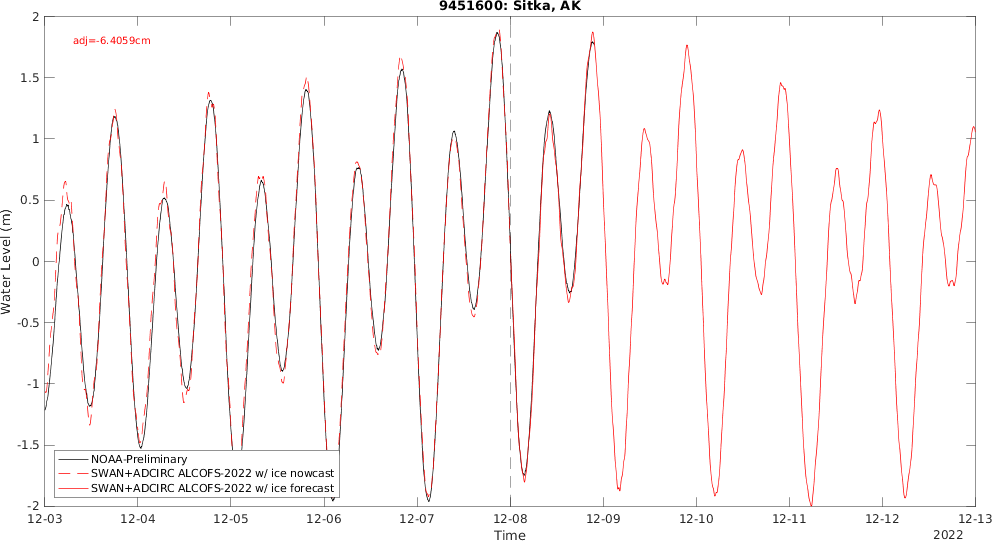 9451600: Sitka, AK
adj=-6.4059cm
2
1.5
1
0.5
0
-0.5
-1
-1.5
-2
Water Level (m)
NOAA-Preliminary
SWAN+ADCIRC ALCOFS-2022 w/ ice nowcast
SWAN+ADCIRC ALCOFS-2022 w/ ice forecast
12-03 12-04 12-05 12-06 12-07 12-08 12-09 12-10 12-11 12-12 12-13
Time
2022